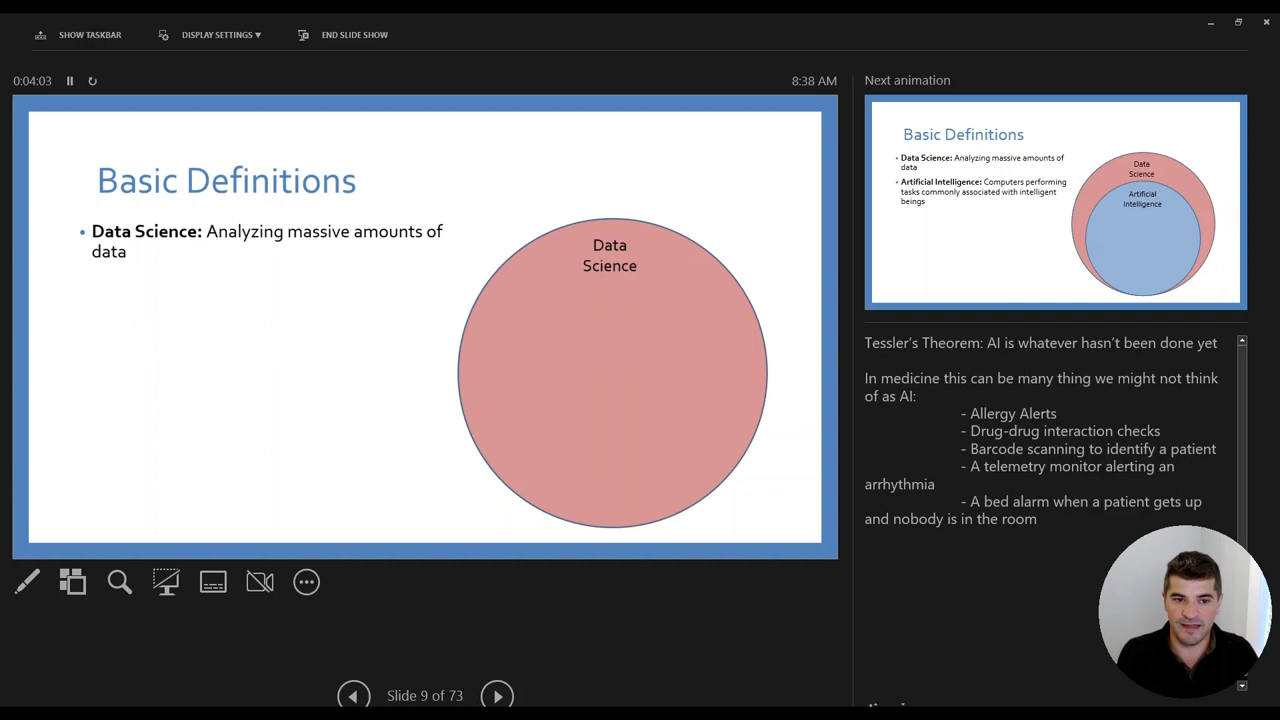 SHOW TASKBAR
DISPLAY SETTINGS ▾
END SLIDE SHOW
0:04:03
8:38 AM
Basic Definitions
• Data Science: Analyzing massive amounts of
data
Data
Science
Next animation
Basic Definitions
• Data Science: Analyzing massive amounts of
data
• Artificial Intelligence: Computers performing
tasks commonly associated with intelligent
beings
Data
Science
Artificial
Intelligence
Tessler’s Theorem: AI is whatever hasn’t been done yet
In medicine this can be many thing we might not think
of as AI:
- Allergy Alerts
- Drug-drug interaction checks
- Barcode scanning to identify a patient
- A telemetry monitor alerting an
arrhythmia
- A bed alarm when a patient gets up
and nobody is in the room
Slide 9 of 73